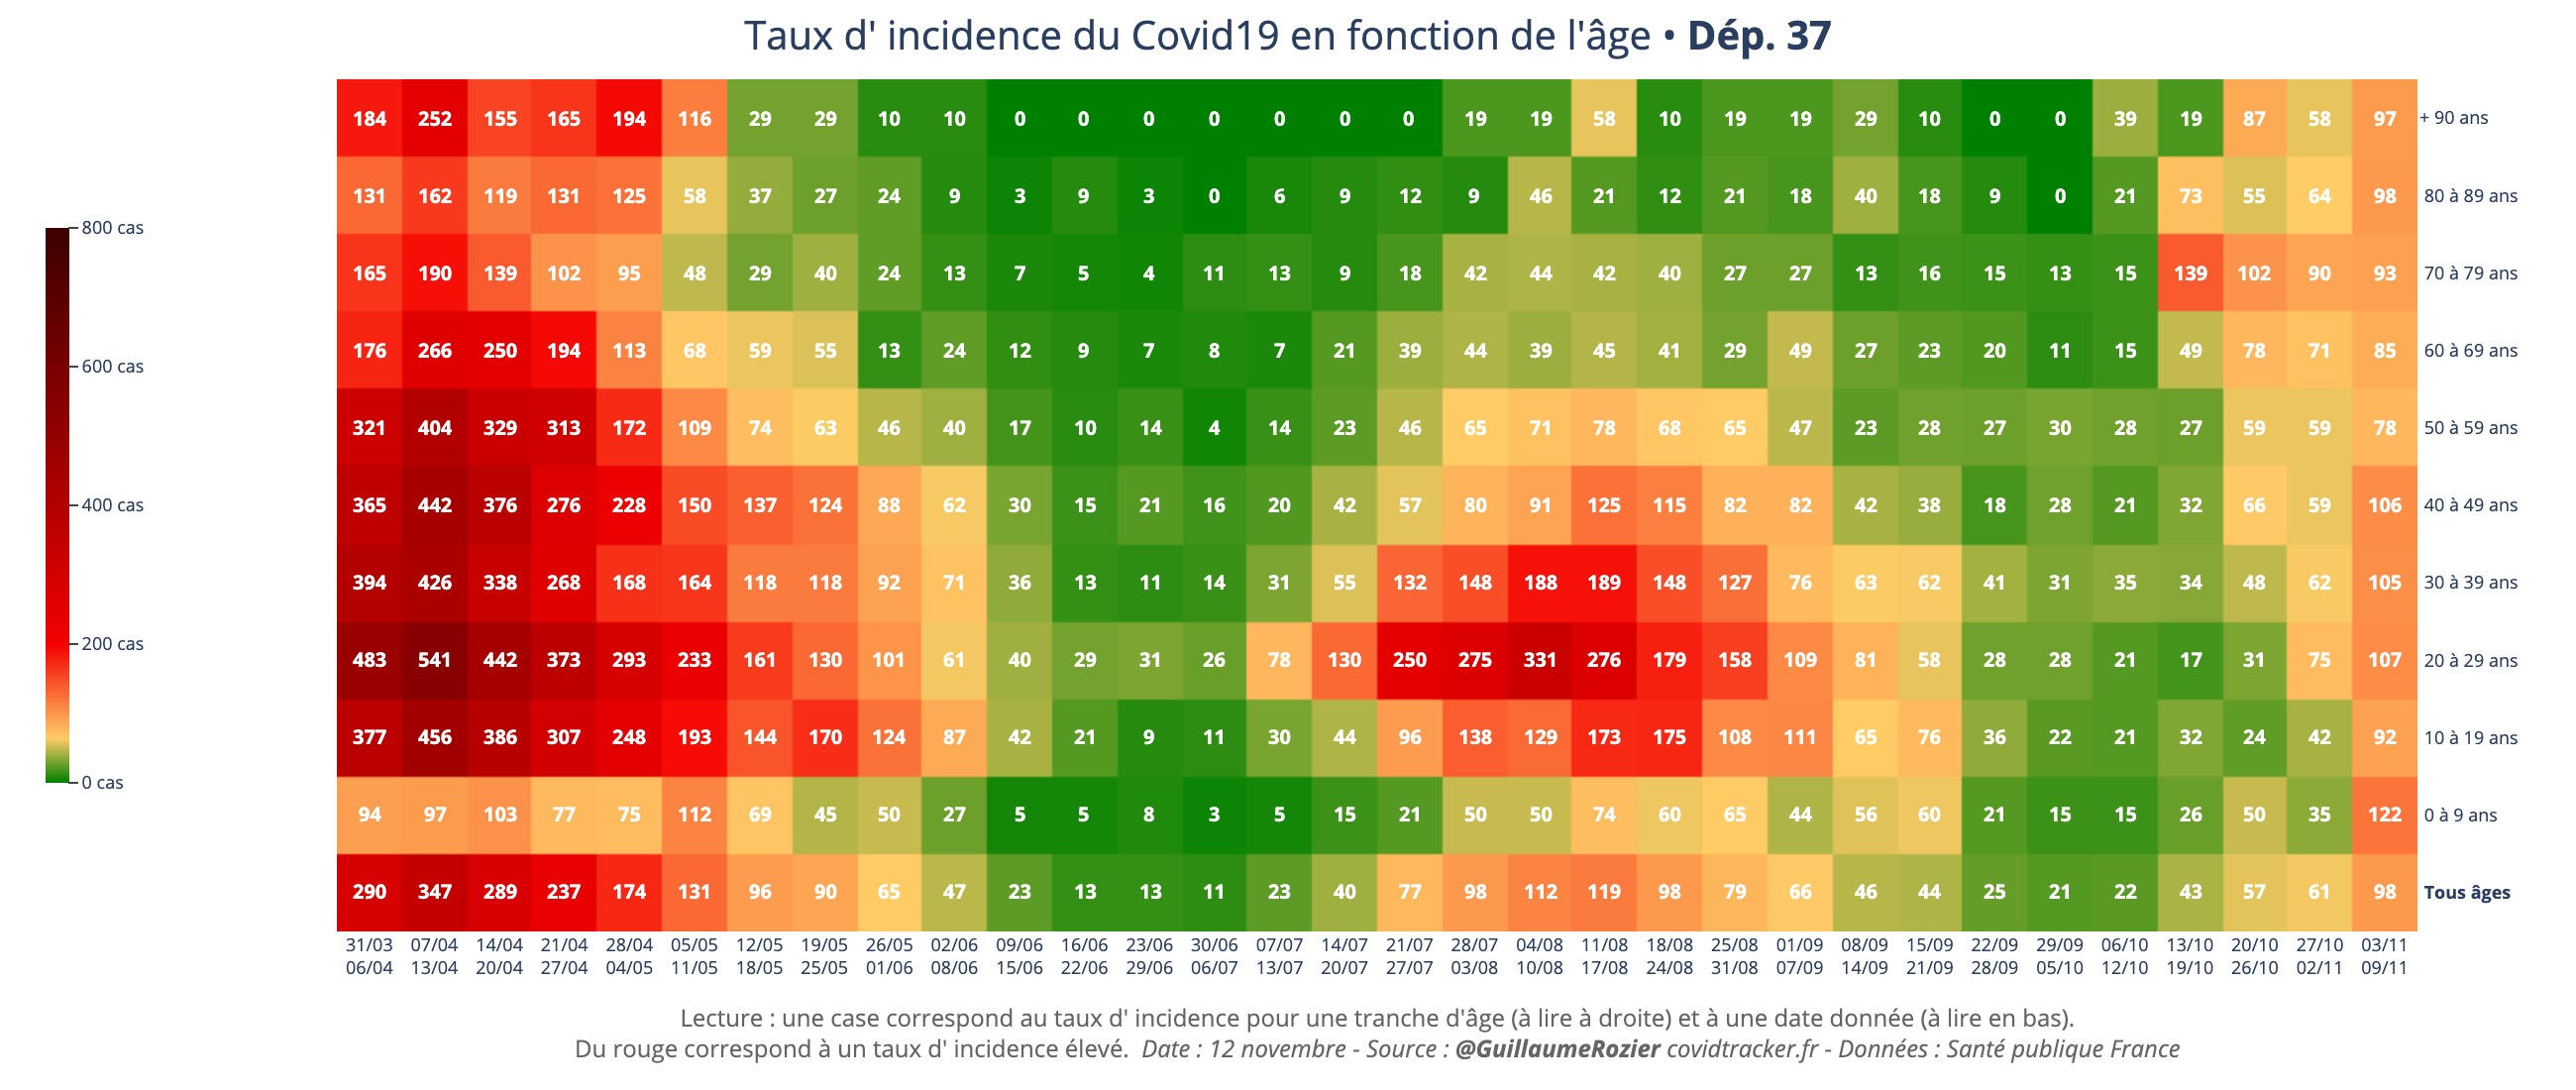 Taux d' incidence du Covid19 en fonction de l'âge • Dép. 37
800 cas
600 cas
400 cas
200 cas
0 cas
184 252 155 165 194 116 29 29 10 10 0 0 0 0 0 0 0 19 19 58 10 19 19 29 10 0 0 39 19 87 58 97 + 90 ans
131 162 119 131 125 58 37 27 24 9 3 9 3 0 6 9 12 9 46 21 12 21 18 40 18 9 0 21 73 55 64 98 80 à 89 ans
165 190 139 102 95 48 29 40 24 13 7 5 4 11 13 9 18 42 44 42 40 27 27 13 16 15 13 15 139 102 90 93 70 à 79 ans
176 266 250 194 113 68 59 55 13 24 12 9 7 8 7 21 39 44 39 45 41 29 49 27 23 20 11 15 49 78 71 85 60 à 69 ans
321 404 329 313 172 109 74 63 46 40 17 10 14 4 14 23 46 65 71 78 68 65 47 23 28 27 30 28 27 59 59 78 50 à 59 ans
365 442 376 276 228 150 137 124 88 62 30 15 21 16 20 42 57 80 91 125 115 82 82 42 38 18 28 21 32 66 59 106 40 à 49 ans
394 426 338 268 168 164 118 118 92 71 36 13 11 14 31 55 132 148 188 189 148 127 76 63 62 41 31 35 34 48 62 105 30 à 39 ans
483 541 442 373 293 233 161 130 101 61 40 29 31 26 78 130 250 275 331 276 179 158 109 81 58 28 28 21 17 31 75 107 20 à 29 ans
377 456 386 307 248 193 144 170 124 87 42 21 9 11 30 44 96 138 129 173 175 108 111 65 76 36 22 21 32 24 42 92 10 à 19 ans
94 97 103 77 75 112 69 45 50 27 5 5 8 3 5 15 21 50 50 74 60 65 44 56 60 21 15 15 26 50 35 122 0 à 9 ans
290 347 289 237 174 131 96 90 65 47 23 13 13 11 23 40 77 98 112 119 98 79 66 46 44 25 21 22 43 57 61 98 Tous âges
31/03 07/04 14/04 21/04 28/04 05/05 12/05 19/05 26/05 02/06 09/06 16/06 23/06 30/06 07/07 14/07 21/07 28/07 04/08 11/08 18/08 25/08 01/09 08/09 15/09 22/09 29/09 06/10 13/10 20/10 27/10 03/11
06/04 13/04 20/04 27/04 04/05 11/05 18/05 25/05 01/06 08/06 15/06 22/06 29/06 06/07 13/07 20/07 27/07 03/08 10/08 17/08 24/08 31/08 07/09 14/09 21/09 28/09 05/10 12/10 19/10 26/10 02/11 09/11
Lecture : une case correspond au taux d' incidence pour une tranche d'âge (à lire à droite) et à une date donnée (à lire en bas).
Du rouge correspond à un taux d' incidence élevé. Date : 12 novembre - Source : @GuillaumeRozier covidtracker.fr - Données : Santé publique France